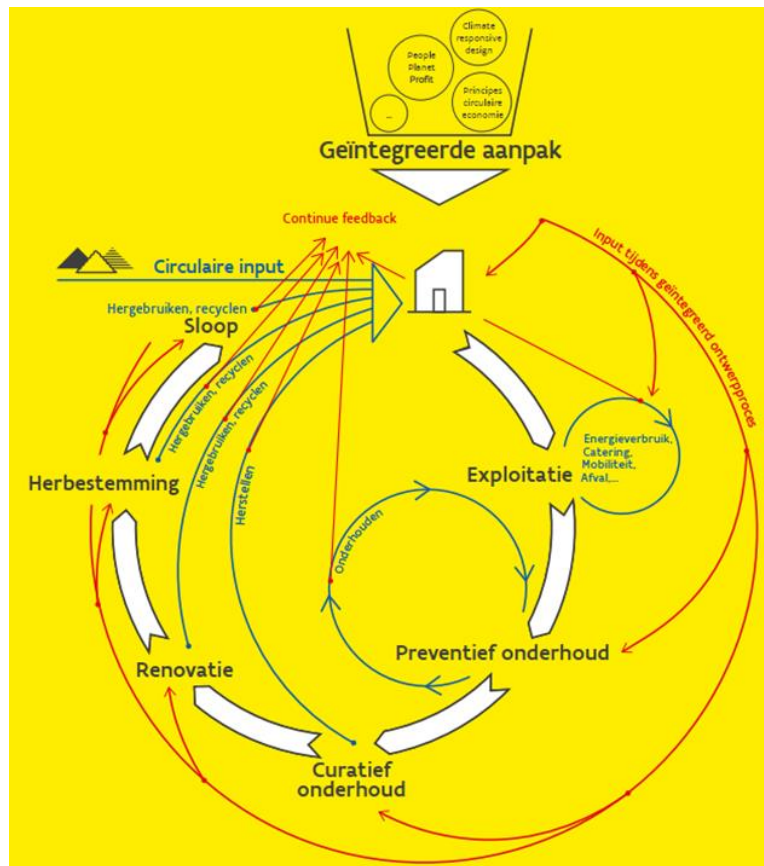 Climate
responsive
design
People
Planet
Profit
Principes
circulaire
economie
...
Geïntegreerde aanpak
Continue feedback
Input tijdens geïntegreerd ontwerpproces
Circulaire input
Hergebruiken, recyclen
Sloop
Hergebruiken, recyclen
Hergebruiken, recyclen
Herstellen
Onderhouden
Herbestemming
Exploitatie
Energieverbruik,
Catering,
Mobiliteit,
Afval,...
Preventief onderhoud
Renovatie
Curatief
onderhoud